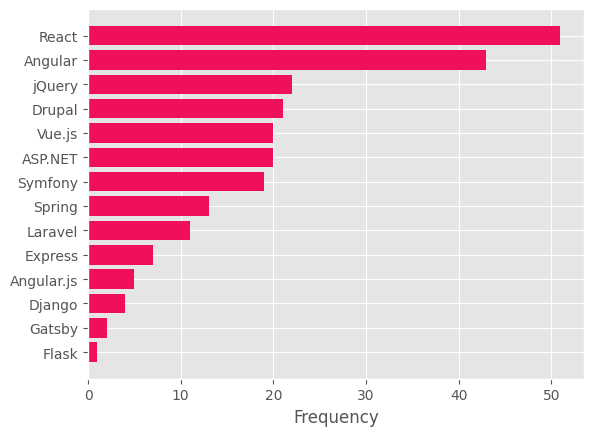 React
Angular
jQuery
Drupal
Vue.js
ASP.NET
Symfony
Spring
Laravel
Express
Angular.js
Django
Gatsby
Flask
0 10 20 30 40 50
Frequency